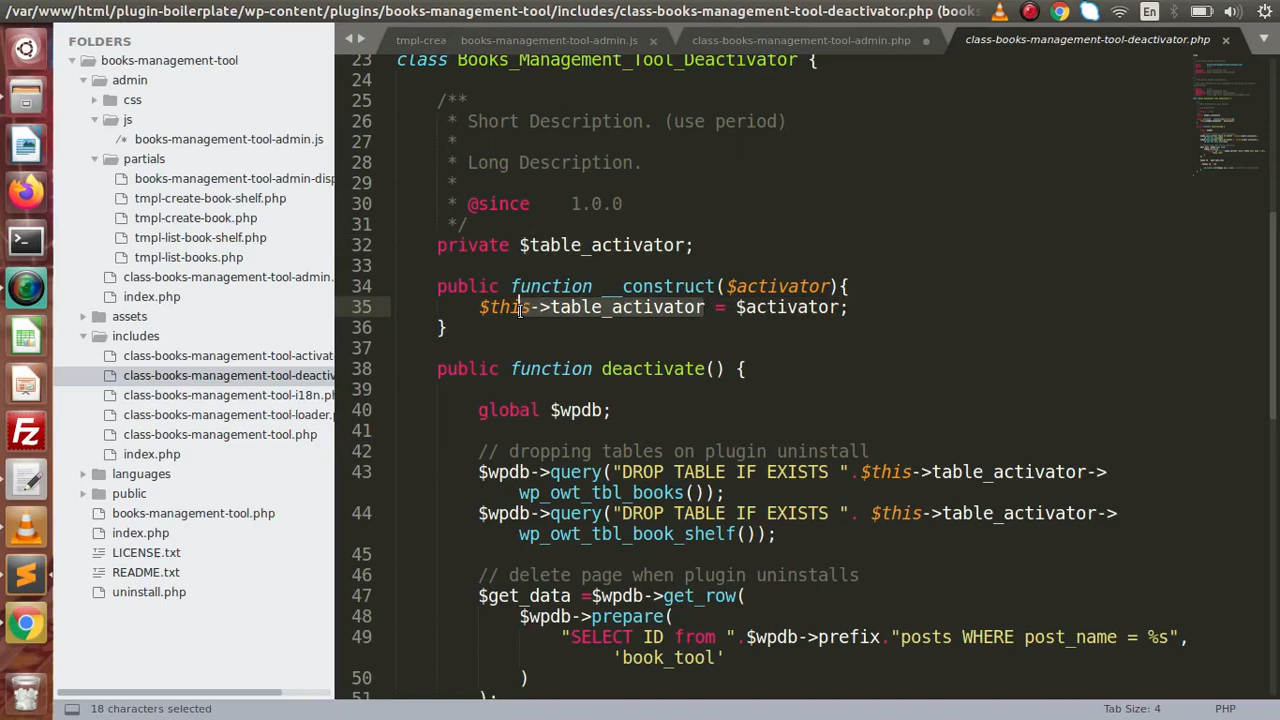 /var/www/html/plugin-boilerplate/wp-content/plugins/books-management-tool/includes/class-books-management-tool-deactivator.php (book
En
FOLDERS
books-management-tool
admin
css
js
/* books-management-tool-admin.js
partials
books-management-tool-admin-disp
tmpl-create-book-shelf.php
tmpl-create-book.php
tmpl-list-book-shelf.php
tmpl-list-books.php
class-books-management-tool-admin.
index.php
assets
includes
class-books-management-tool-activat
class-books-management-tool-deactiv
class-books-management-tool-i18n.ph
class-books-management-tool-loader.p
class-books-management-tool.php
index.php
languages
public
books-management-tool.php
index.php
LICENSE.txt
README.txt
uninstall.php
tmpl-crea
books-management-tool-admin.js
class-books-management-tool-admin.php
class-books-management-tool-deactivator.php
23 class Books_Management_Tool_Deactivator {
24
25 /**
26 * Short Description. (use period)
27 *
28 * Long Description.
29 *
30 * @since 1.0.0
31 */
32 private $table_activator;
33
34 public function __construct($activator){
35 $this->table_activator = $activator;
36 }
37
38 public function deactivate() {
39
40 global $wpdb;
41
42 // dropping tables on plugin uninstall
43 $wpdb->query("DROP TABLE IF EXISTS ".$this->table_activator->
wp_owt_tbl_books());
44 $wpdb->query("DROP TABLE IF EXISTS ". $this->table_activator->
wp_owt_tbl_book_shelf());
45
46 // delete page when plugin uninstalls
47 $get_data =$wpdb->get_row(
48 $wpdb->prepare(
49 "SELECT ID from ".$wpdb->prefix."posts WHERE post_name = %s",
'book_tool'
50 )
51 );
18 characters selected
Tab Size: 4
PHP